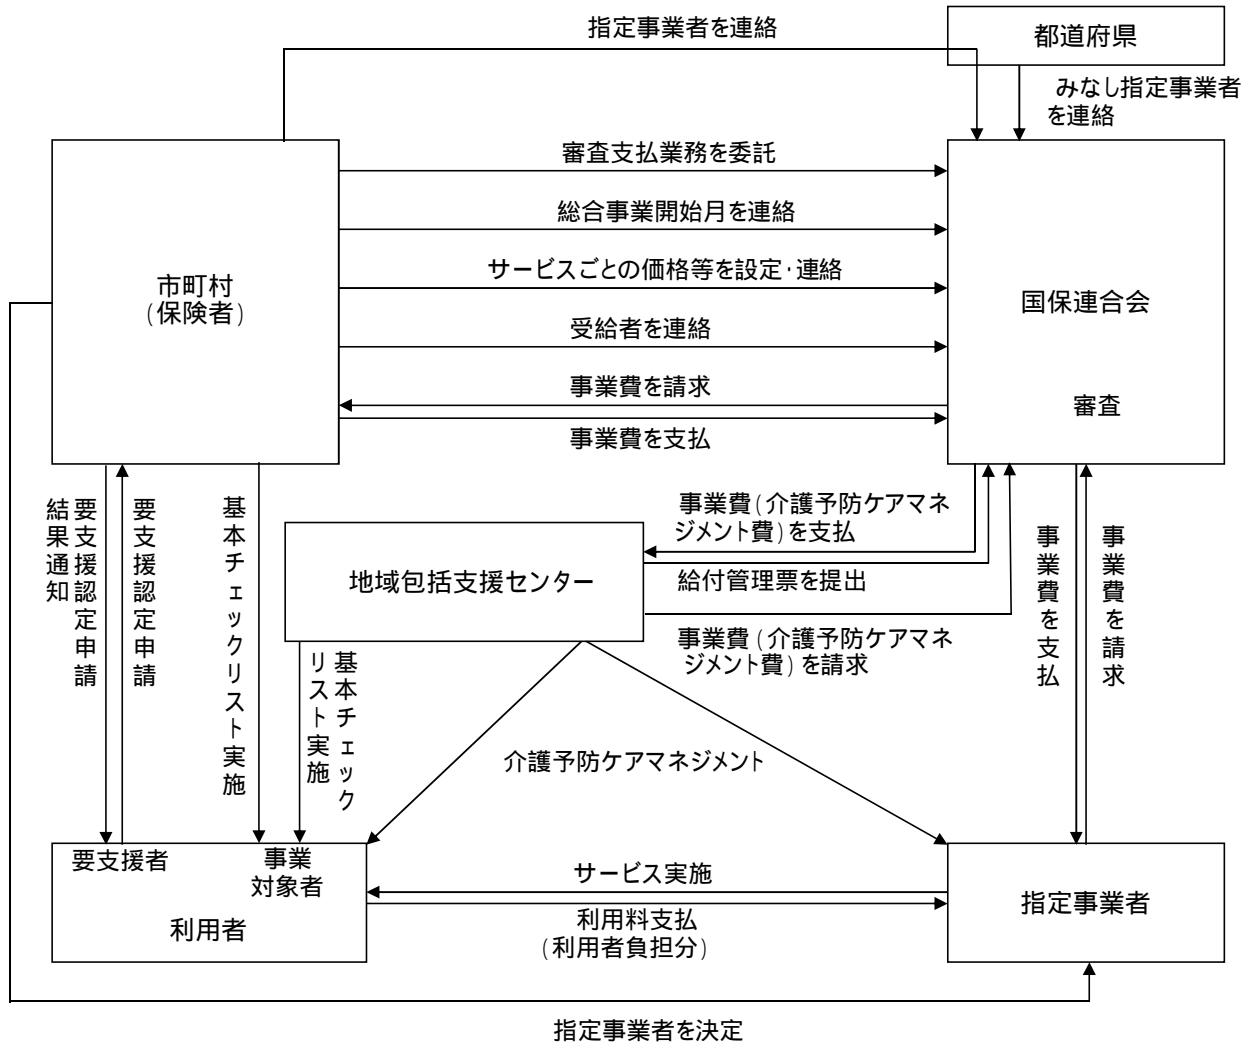 指定事業者を連絡
都道府県
みなし指定事業者
を連絡
審査支払業務を委託
総合事業開始月を連絡
サービスごとの価格等を設定・連絡
受給者を連絡
事業費を請求
事業費を支払
市町村
(保険者)
国保連合会
審査
要支援認定申請
結果通知
要支援認定申請
基本チェックリスト実施
地域包括支援センター
事業費(介護予防ケアマネ
ジメント費)を支払
給付管理票を提出
事業費(介護予防ケアマネ
ジメント費)を請求
事業費を支払
事業費を請求
基本チェック
リスト実施
介護予防ケアマネジメント
要支援者
事業
対象者
利用者
サービス実施
利用料支払
(利用者負担分)
指定事業者
指定事業者を決定